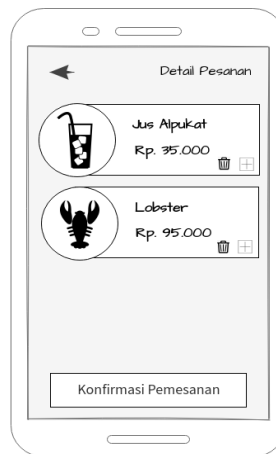 Detail Pesanan
Jus Alpukat
Rp. 35.000
Lobster
Rp. 95.000
Konfirmasi Pemesanan